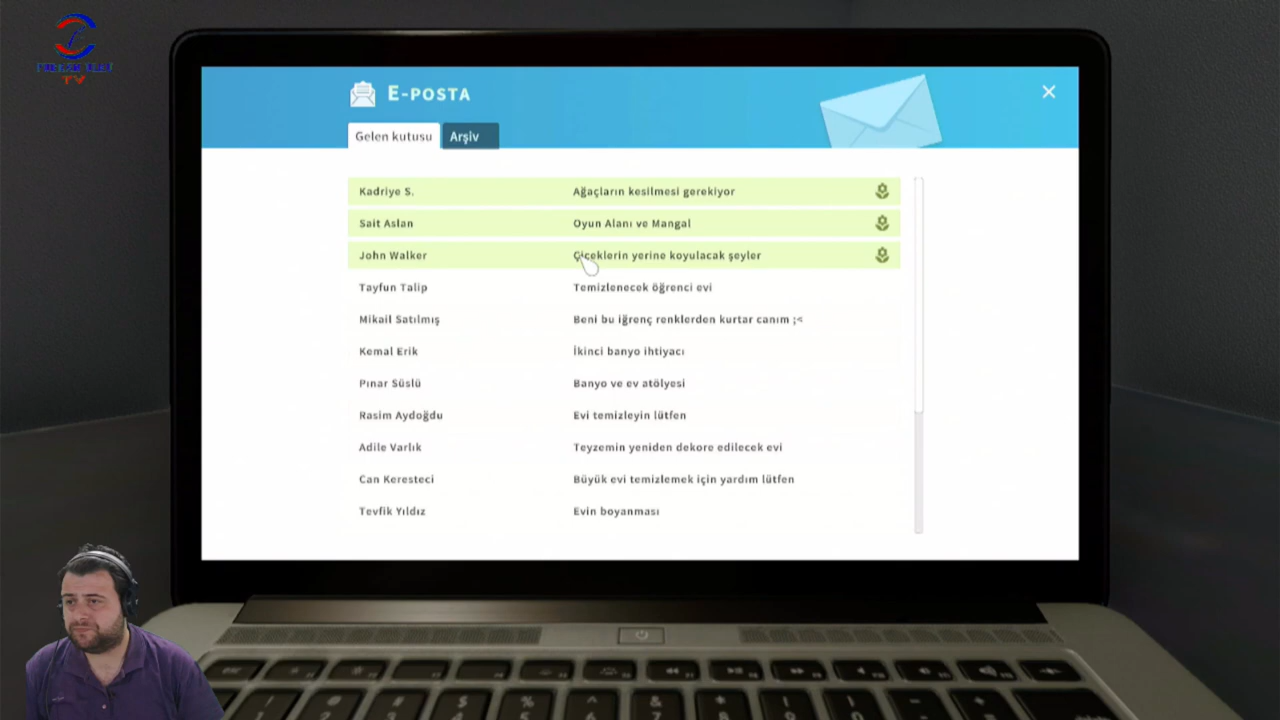 TV
E-POSTA
Gelen kutusu
Arşiv
Kadriye S. Ağaçların kesilmesi gerekiyor
Sait Aslan Oyun Alanı ve Mangal
John Walker Çiçeklerin yerine koyulacak şeyler
Tayfun Talip Temizlenecek öğrenci evi
Mikail Satılmış Beni bu iğrenç renklerden kurtar canım ;<
Kemal Erik İkinci banyo ihtiyacı
Pınar Süslü Banyo ve ev atölyesi
Rasim Aydoğdu Evi temizleyin lütfen
Adile Varlık Teyzemin yeniden dekore edilecek evi
Can Keresteci Büyük evi temizlemek için yardım lütfen
Tevfik Yıldız Evin boyanması